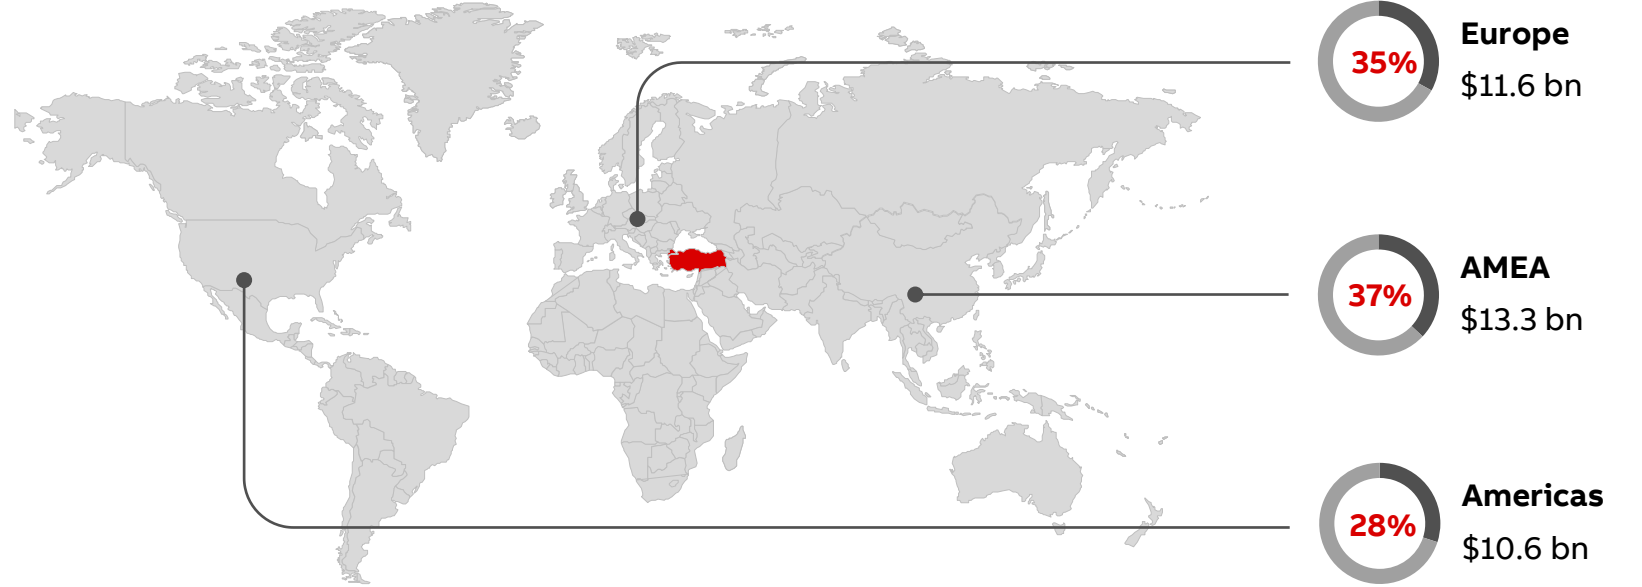 35%
Europe
$11.6 bn
37%
AMEA
$13.3 bn
28%
Americas
$10.6 bn